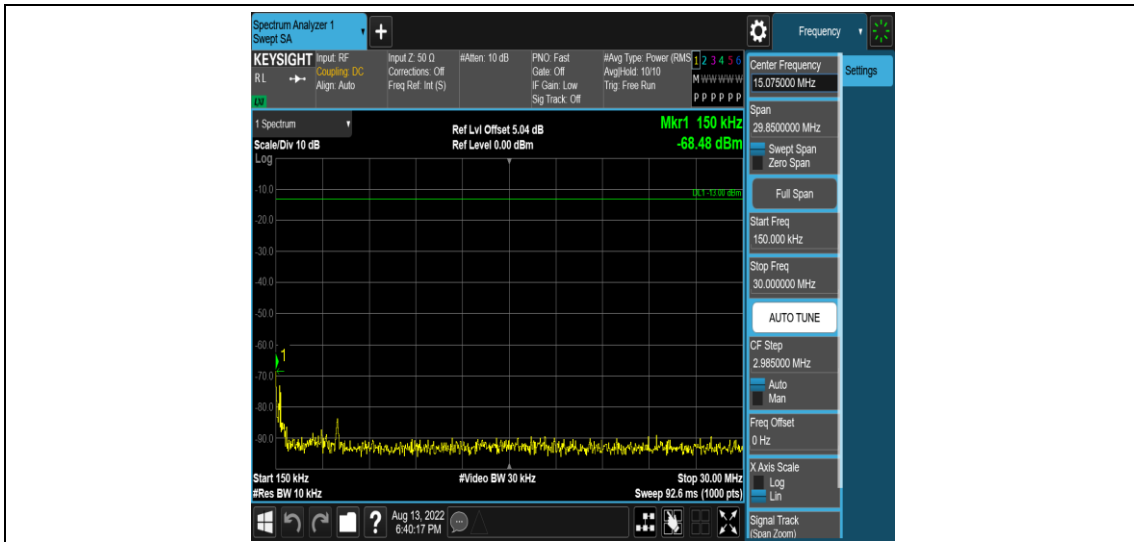 Spectrum Analyzer 1
Swept SA
+
Frequency
KEYSIGHT
RL
LXI
Input: RF
Coupling: DC
Align: Auto
Input Z: 50 Ω
Corrections: Off
Freq Ref: Int (S)
#Atten: 10 dB
PNO: Fast
Gate: Off
IF Gain: Low
Sig Track: Off
#Avg Type: Power (RMS
Avg|Hold: 10/10
Trig: Free Run
1 2 3 4 5 6
M W W W W W
P P P P P P
1 Spectrum
Scale/Div 10 dB
Log
Ref Lvl Offset 5.04 dB
Ref Level 0.00 dBm
Mkr1 150 kHz
-68.48 dBm
DL1 -13.00 dBm
-10.0
-20.0
-30.0
-40.0
-50.0
-60.0
1
-70.0
-80.0
-90.0
Start 150 kHz
#Res BW 10 kHz
#Video BW 30 kHz
Stop 30.00 MHz
Sweep 92.6 ms (1000 pts)
Center Frequency
15.075000 MHz
Settings
Span
29.8500000 MHz
Swept Span
Zero Span
Full Span
Start Freq
150.000 kHz
Stop Freq
30.000000 MHz
AUTO TUNE
CF Step
2.985000 MHz
Auto
Man
Freq Offset
0 Hz
X Axis Scale
Log
Lin
Signal Track
(Span Zoom)
?
Aug 13, 2022
6:40:17 PM